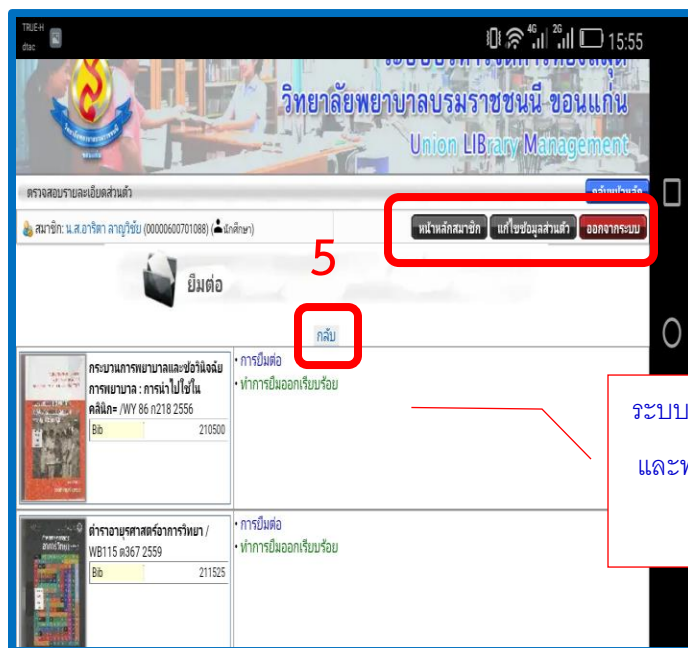 TRUE-H
dtac
4G
2G
15:55
วิทยาลัยพยาบาลบรมราชชนนี ขอนแก่น
Union LIBrary Management
ตรวจสอบรายละเอียดส่วนตัว
สมาชิก: น.ส.อาริตา ลาญวิชัย (00000600701088) (นักศึกษา)
หน้าหลักสมาชิก แก้ไขข้อมูลส่วนตัว ออกจากระบบ
5
ยืมต่อ
กลับ
กระบวนการพยาบาลและข้อวินิจฉัย
การพยาบาล : การนำไปใช้ใน
คลินิก= /WY 86 ก218 2556
Bib 210500
• การยืมต่อ
• ทำการยืมออกเรียบร้อย
ตำราอายุรศาสตร์อาการวิทยา /
WB115 ต367 2559
Bib 211525
• การยืมต่อ
• ทำการยืมออกเรียบร้อย
ระบบ